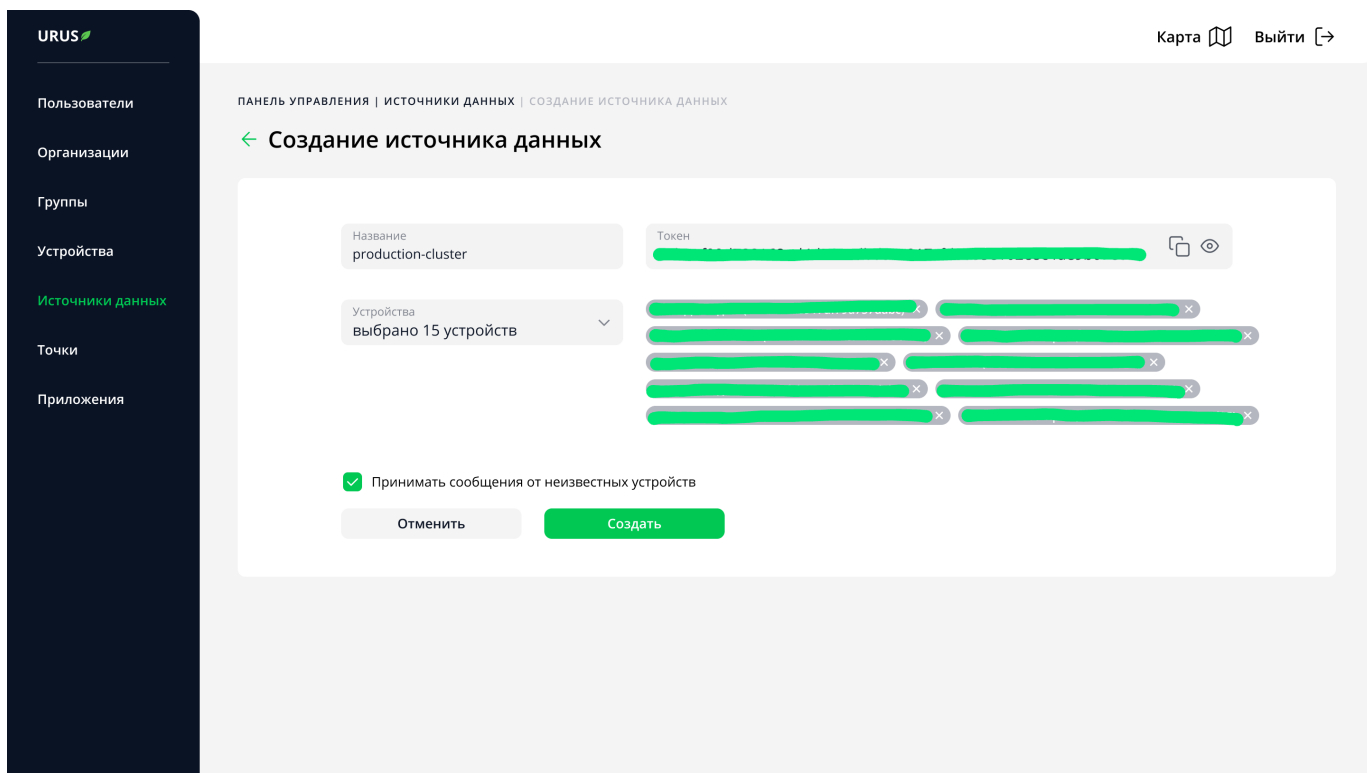 URUS
Карта
Выйти
Пользователи
Организации
Группы
Устройства
Источники данных
Точки
Приложения
ПАНЕЛЬ УПРАВЛЕНИЯ | ИСТОЧНИКИ ДАННЫХ | СОЗДАНИЕ ИСТОЧНИКА ДАННЫХ
Создание источника данных
Название
production-cluster
Токен
Устройства
выбрано 15 устройств
Принимать сообщения от неизвестных устройств
Отменить
Создать